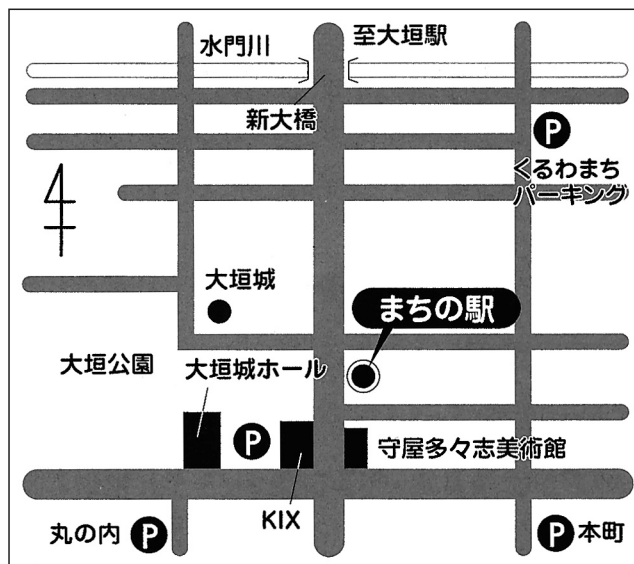 水門川
至大垣駅
新大橋
P
くるわまち
パーキング
大垣城
まちの駅
大垣公園
大垣城ホール
P
守屋多々志美術館
KIX
丸の内 P
P 本町